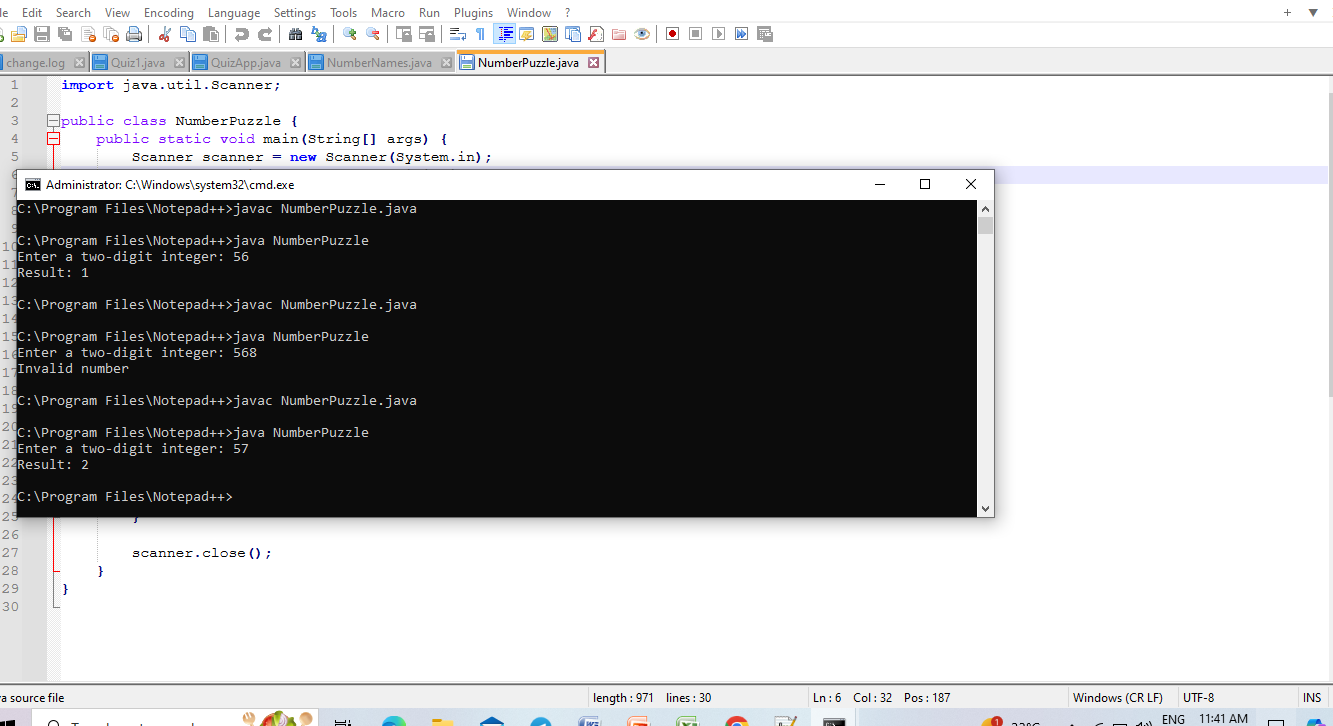 Edit Search View Encoding Language Settings Tools Macro Run Plugins Window ? +
change.log Quiz1.java QuizApp.java NumberNames.java NumberPuzzle.java
1 import java.util.Scanner;
2
3 public class NumberPuzzle {
4 public static void main(String[] args) {
5 Scanner scanner = new Scanner(System.in);
Administrator: C:\Windows\system32\cmd.exe
C:\Program Files\Notepad++>javac NumberPuzzle.java
C:\Program Files\Notepad++>java NumberPuzzle
Enter a two-digit integer: 56
Result: 1
C:\Program Files\Notepad++>javac NumberPuzzle.java
C:\Program Files\Notepad++>java NumberPuzzle
Enter a two-digit integer: 568
Invalid number
C:\Program Files\Notepad++>javac NumberPuzzle.java
C:\Program Files\Notepad++>java NumberPuzzle
Enter a two-digit integer: 57
Result: 2
C:\Program Files\Notepad++>
25 }
26
27 scanner.close();
28 }
29 }
30
source file length : 971 lines : 30 Ln : 6 Col : 32 Pos : 187 Windows (CR LF) UTF-8 INS
1 ENG 11:41 AM